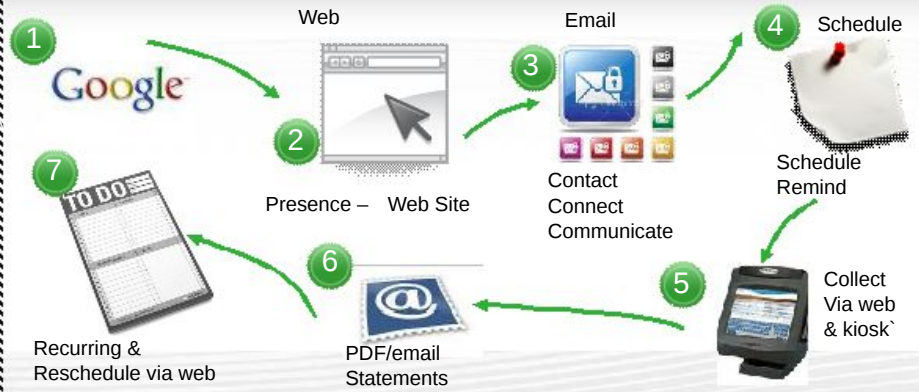 1
Google
Web
2
Presence – Web Site
Email
3
Contact
Connect
Communicate
4
Schedule
Schedule
Remind
5
Collect
Via web
& kiosk`
6
PDF/email
Statements
7
TO DO
Recurring &
Reschedule via web